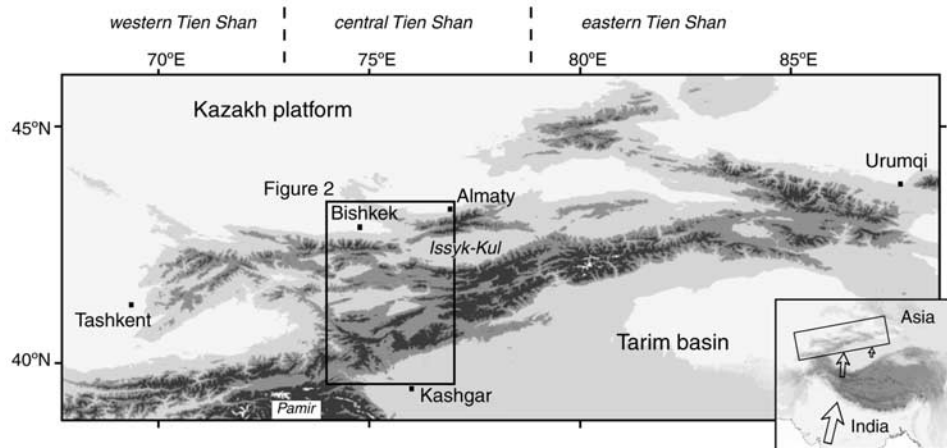 western Tien Shan
central Tien Shan
eastern Tien Shan
70ºE
75ºE
80ºE
85ºE
45ºN
40ºN
Kazakh platform
Urumqi
Figure 2
Almaty
Bishkek
Issyk-Kul
Tashkent
Tarim basin
Kashgar
Pamir
Asia
India